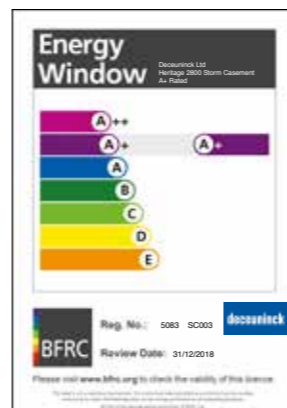 Energy
Window
Deceuninck Ltd
Heritage 2800 Storm Casement
A+ Rated
A++
A+ A+
A
B
C
D
E
Reg. No.: 5083 SC003
deceuninck
BFRC
Review Date: 31/12/2018
Please visit www.bfrc.org to check the validity of this licence